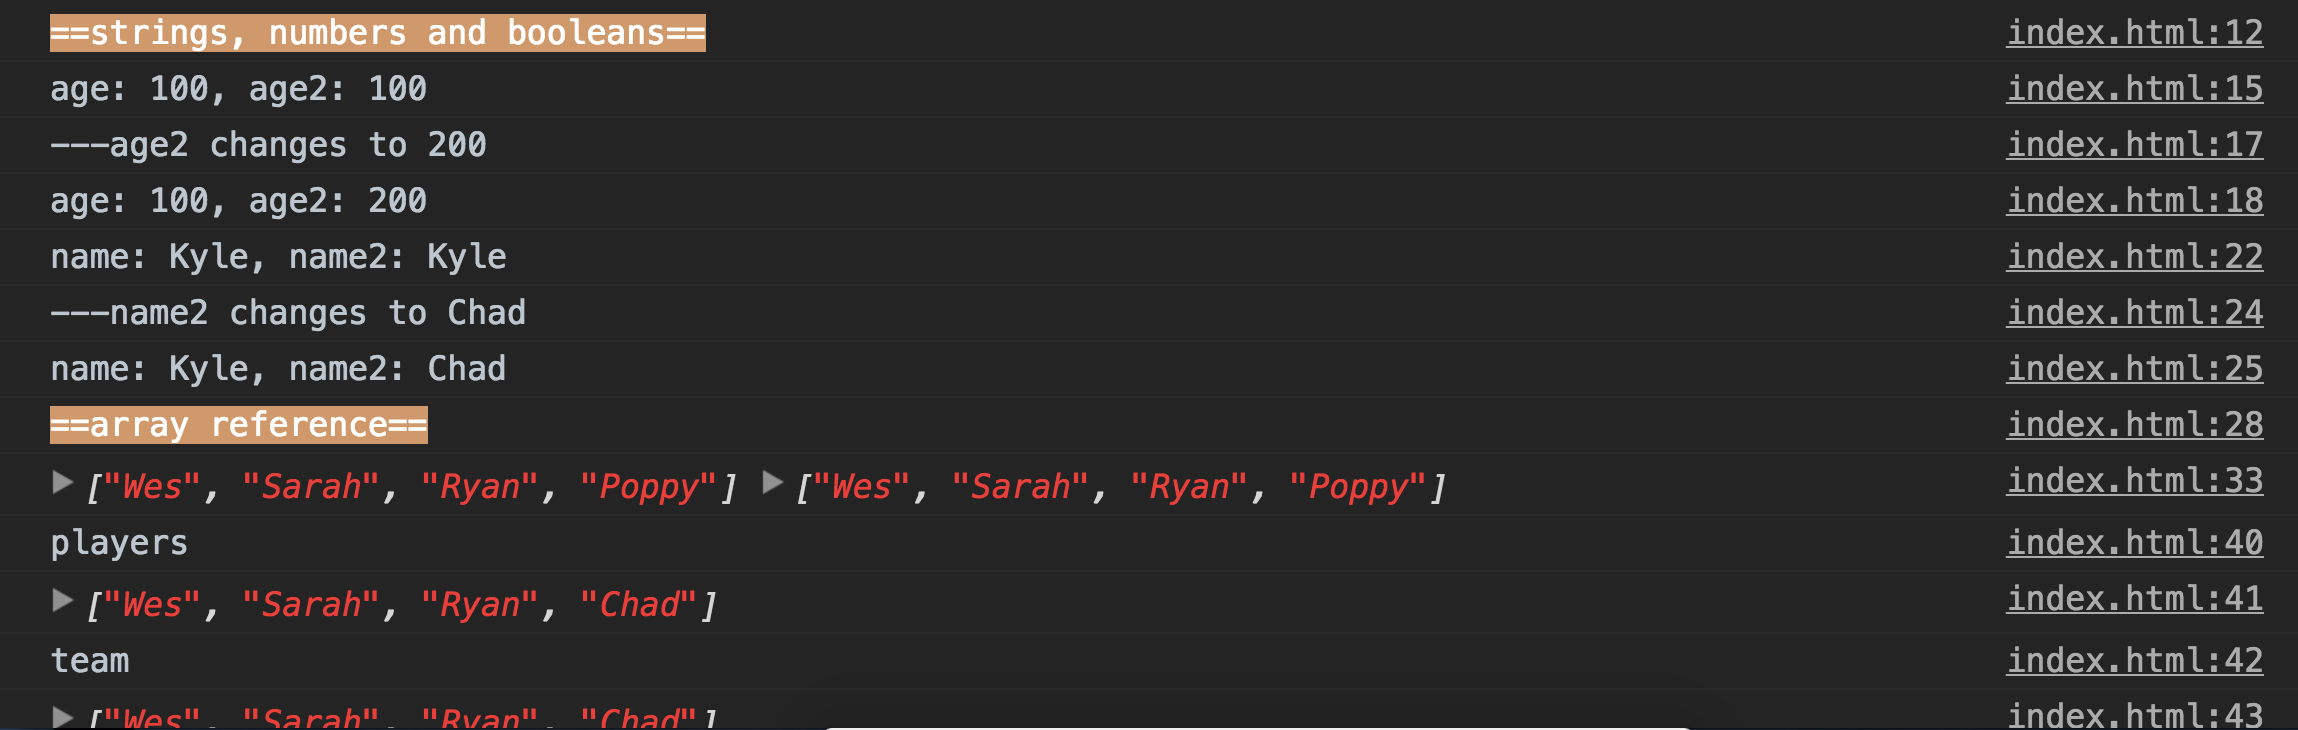 ==strings, numbers and booleans== index.html:12
age: 100, age2: 100 index.html:15
---age2 changes to 200 index.html:17
age: 100, age2: 200 index.html:18
name: Kyle, name2: Kyle index.html:22
---name2 changes to Chad index.html:24
name: Kyle, name2: Chad index.html:25
==array reference== index.html:28
▶ ["Wes", "Sarah", "Ryan", "Poppy"] ▶ ["Wes", "Sarah", "Ryan", "Poppy"] index.html:33
players index.html:40
▶ ["Wes", "Sarah", "Ryan", "Chad"] index.html:41
team index.html:42
▶ ["Wes", "Sarah", "Ryan", "Chad"] index.html:43